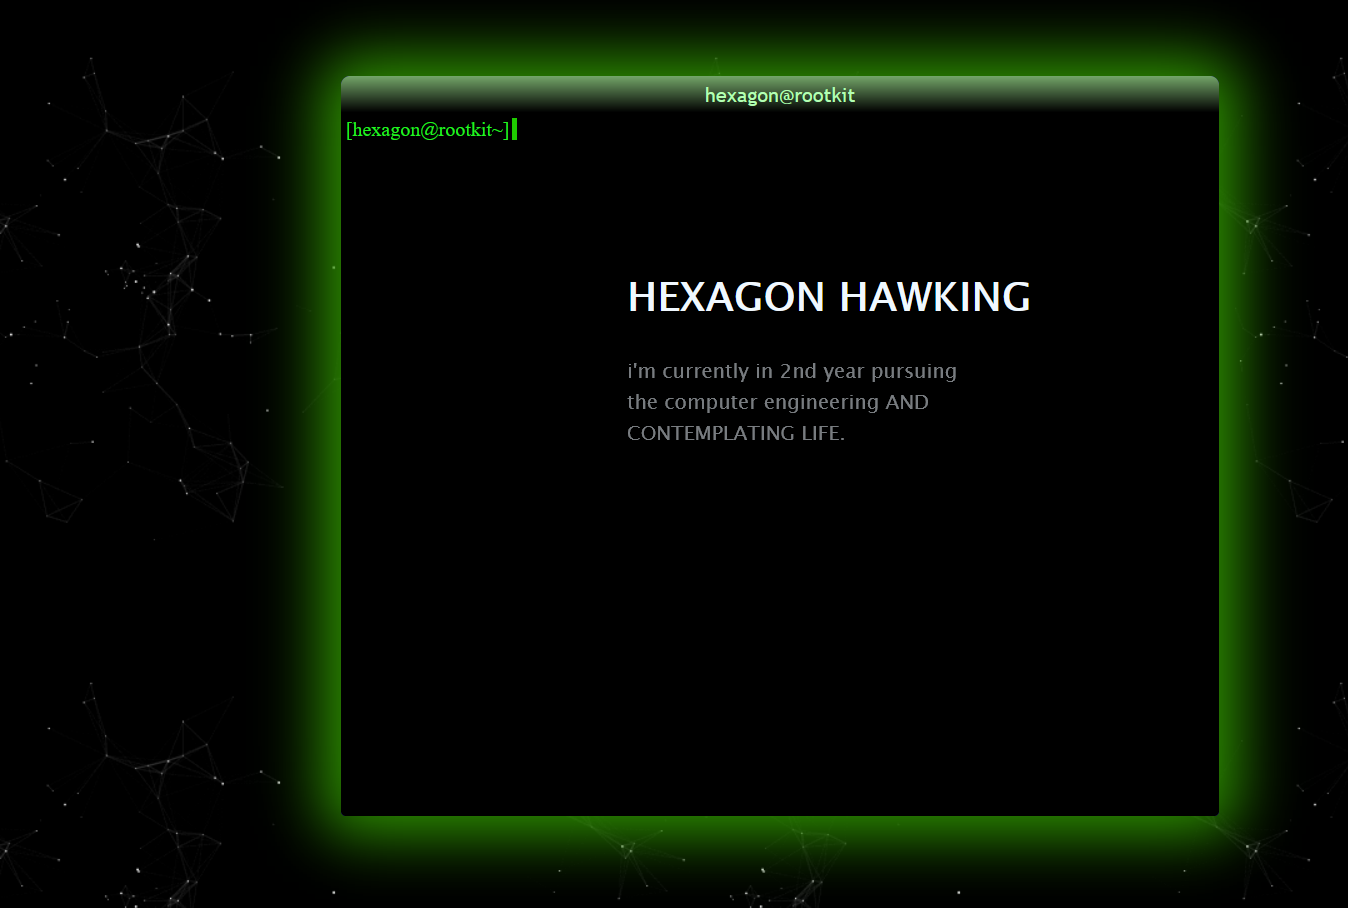 hexagon@rootkit
[hexagon@rootkit~]
HEXAGON HAWKING
i'm currently in 2nd year pursuing
the computer engineering AND
CONTEMPLATING LIFE.